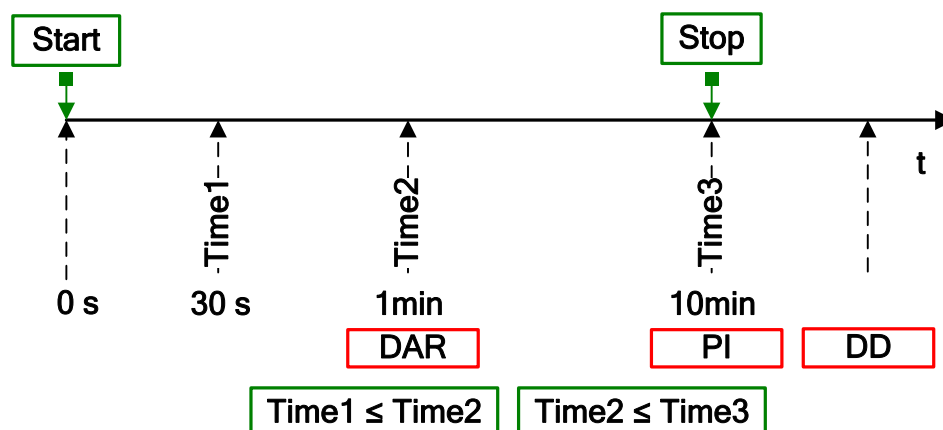 Start
Stop
t
Time1
Time2
Time3
0 s
30 s
1min
10min
DAR
PI
DD
Time1 ≤ Time2
Time2 ≤ Time3